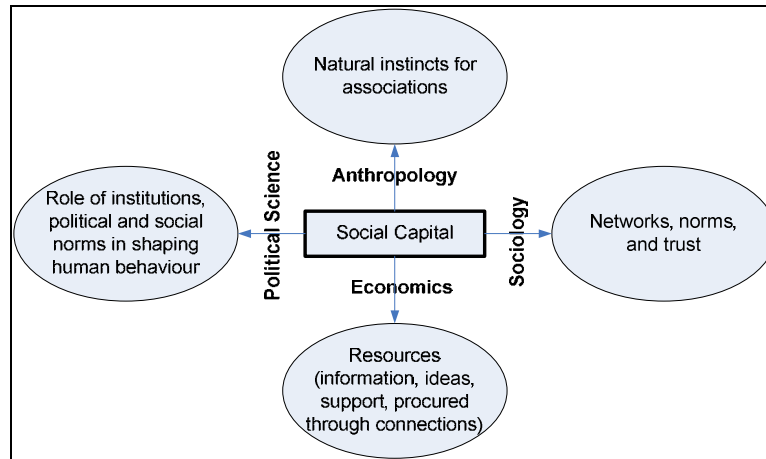 Natural instincts for
associations
Anthropology
Political Science
Role of institutions,
political and social
norms in shaping
human behaviour
Social Capital
Sociology
Networks, norms,
and trust
Economics
Resources
(information, ideas,
support, procured
through connections)